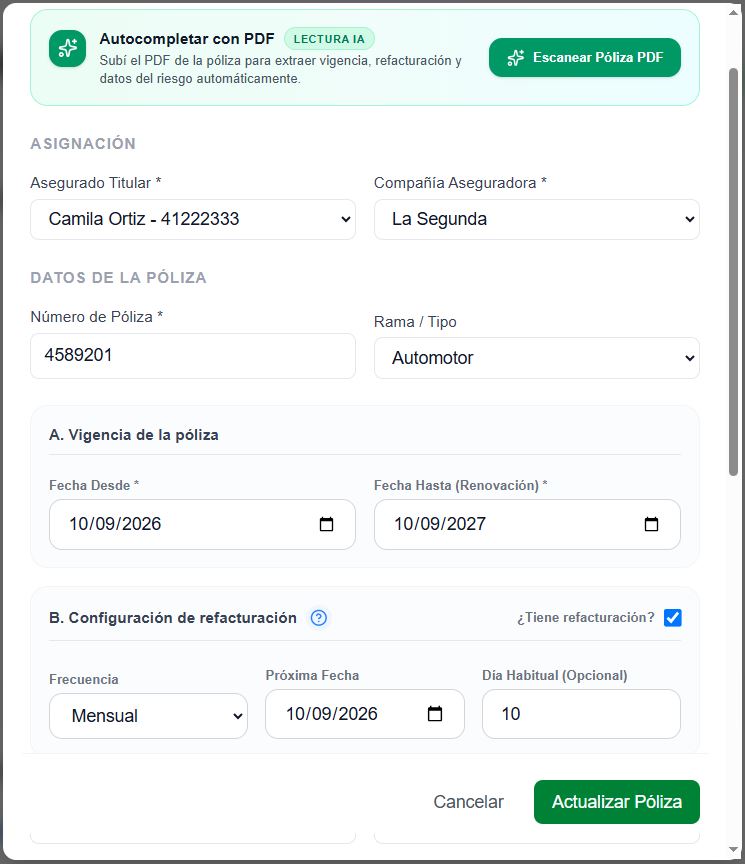 Autocompletar con PDF LECTURA IA
Subí el PDF de la póliza para extraer vigencia, refacturación y
datos del riesgo automáticamente.
Escanear Póliza PDF
ASIGNACIÓN
Asegurado Titular *
Camila Ortiz - 41222333
Compañía Aseguradora *
La Segunda
DATOS DE LA PÓLIZA
Número de Póliza *
4589201
Rama / Tipo
Automotor
A. Vigencia de la póliza
Fecha Desde *
10/09/2026
Fecha Hasta (Renovación) *
10/09/2027
B. Configuración de refacturación ?
¿Tiene refacturación?
Frecuencia
Mensual
Próxima Fecha
10/09/2026
Día Habitual (Opcional)
10
Cancelar
Actualizar Póliza